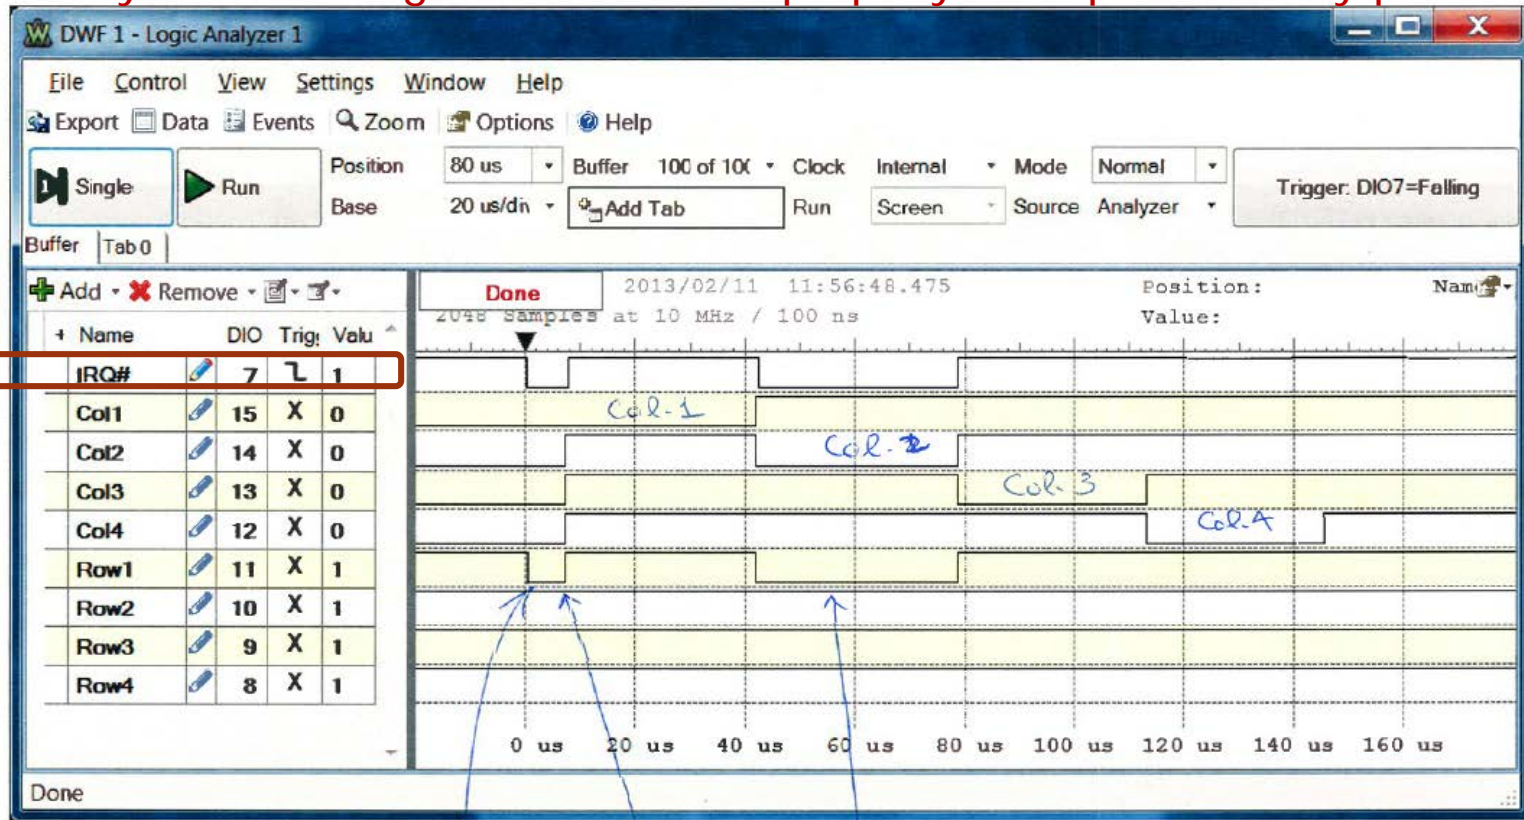 DWF 1 - Logic Analyzer 1
File Control View Settings Window Help
Export Data Events Zoom Options Help
Single Run Position 80 us Buffer 100 of 10( Clock Internal Mode Normal Trigger: DIO7=Falling
Base 20 us/din Add Tab Run Screen Source Analyzer
Buffer Tab 0
Add Remove Done 2013/02/11 11:56:48.475 Position: Nam
+ Name DIO Trig: Valu 2048 Samples at 10 MHz / 100 ns Value:
IRQ# 7 1
Col1 15 X 0 Col-1
Col2 14 X 0 Col-2
Col3 13 X 0 Col-3
Col4 12 X 0 Col-4
Row1 11 X 1
Row2 10 X 1
Row3 9 X 1
Row4 8 X 1
0 us 20 us 40 us 60 us 80 us 100 us 120 us 140 us 160 us
Done